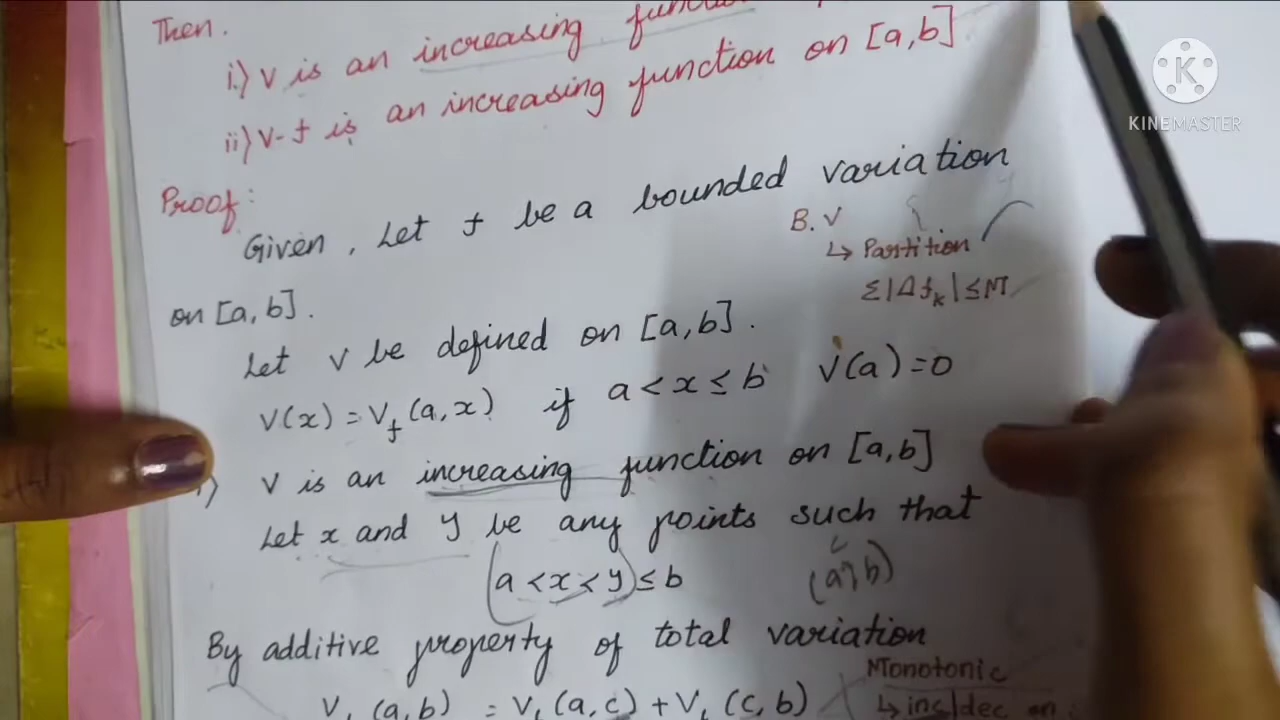 Then.
i.) V is an increasing function
ii) V-f is an increasing function on [a,b]
K
KINEMASTER
Proof:
Given, Let f be a bounded variation
B.V
↳ Partition
Σ|Δfₖ| ≤ M
on [a,b].
Let V be defined on [a,b].
V(x) = V_f (a,x) if a < x ≤ b V(a) = 0
i) V is an increasing function on [a,b]
Let x and y be any points such that
(a < x < y) ≤ b
By additive property of total variation
V_f (a,b) = V_f (a,c) + V_f (c,b)
Monotonic
↳ inc/dec on